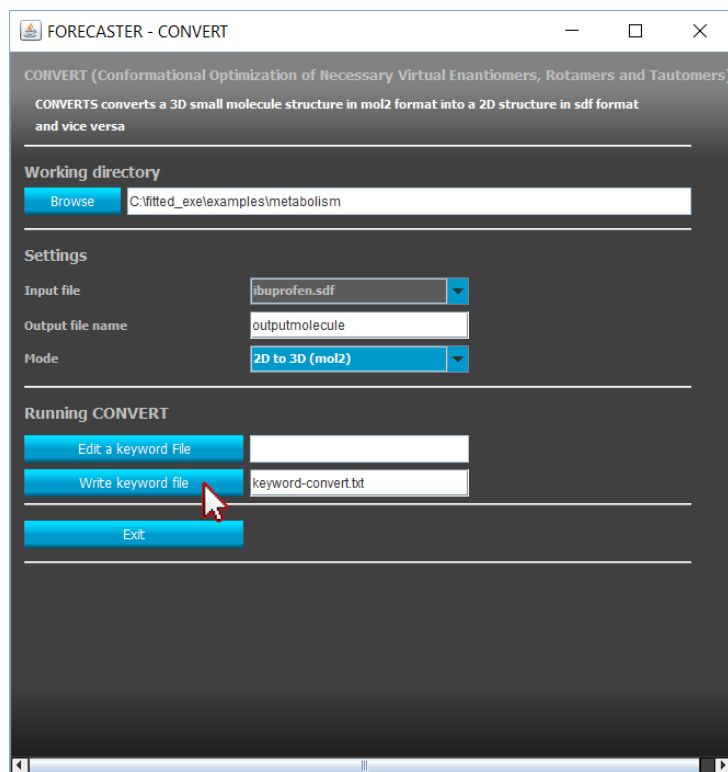 FORECASTER - CONVERT
CONVERT (Conformational Optimization of Necessary Virtual Enantiomers, Rotamers and Tautomers)
CONVERTS converts a 3D small molecule structure in mol2 format into a 2D structure in sdf format
and vice versa
Working directory
Browse C:\fitted_exe\examples\metabolism
Settings
Input file ibuprofen.sdf
Output file name outputmolecule
Mode 2D to 3D (mol2)
Running CONVERT
Edit a keyword File
Write keyword file keyword-convert.txt
Exit